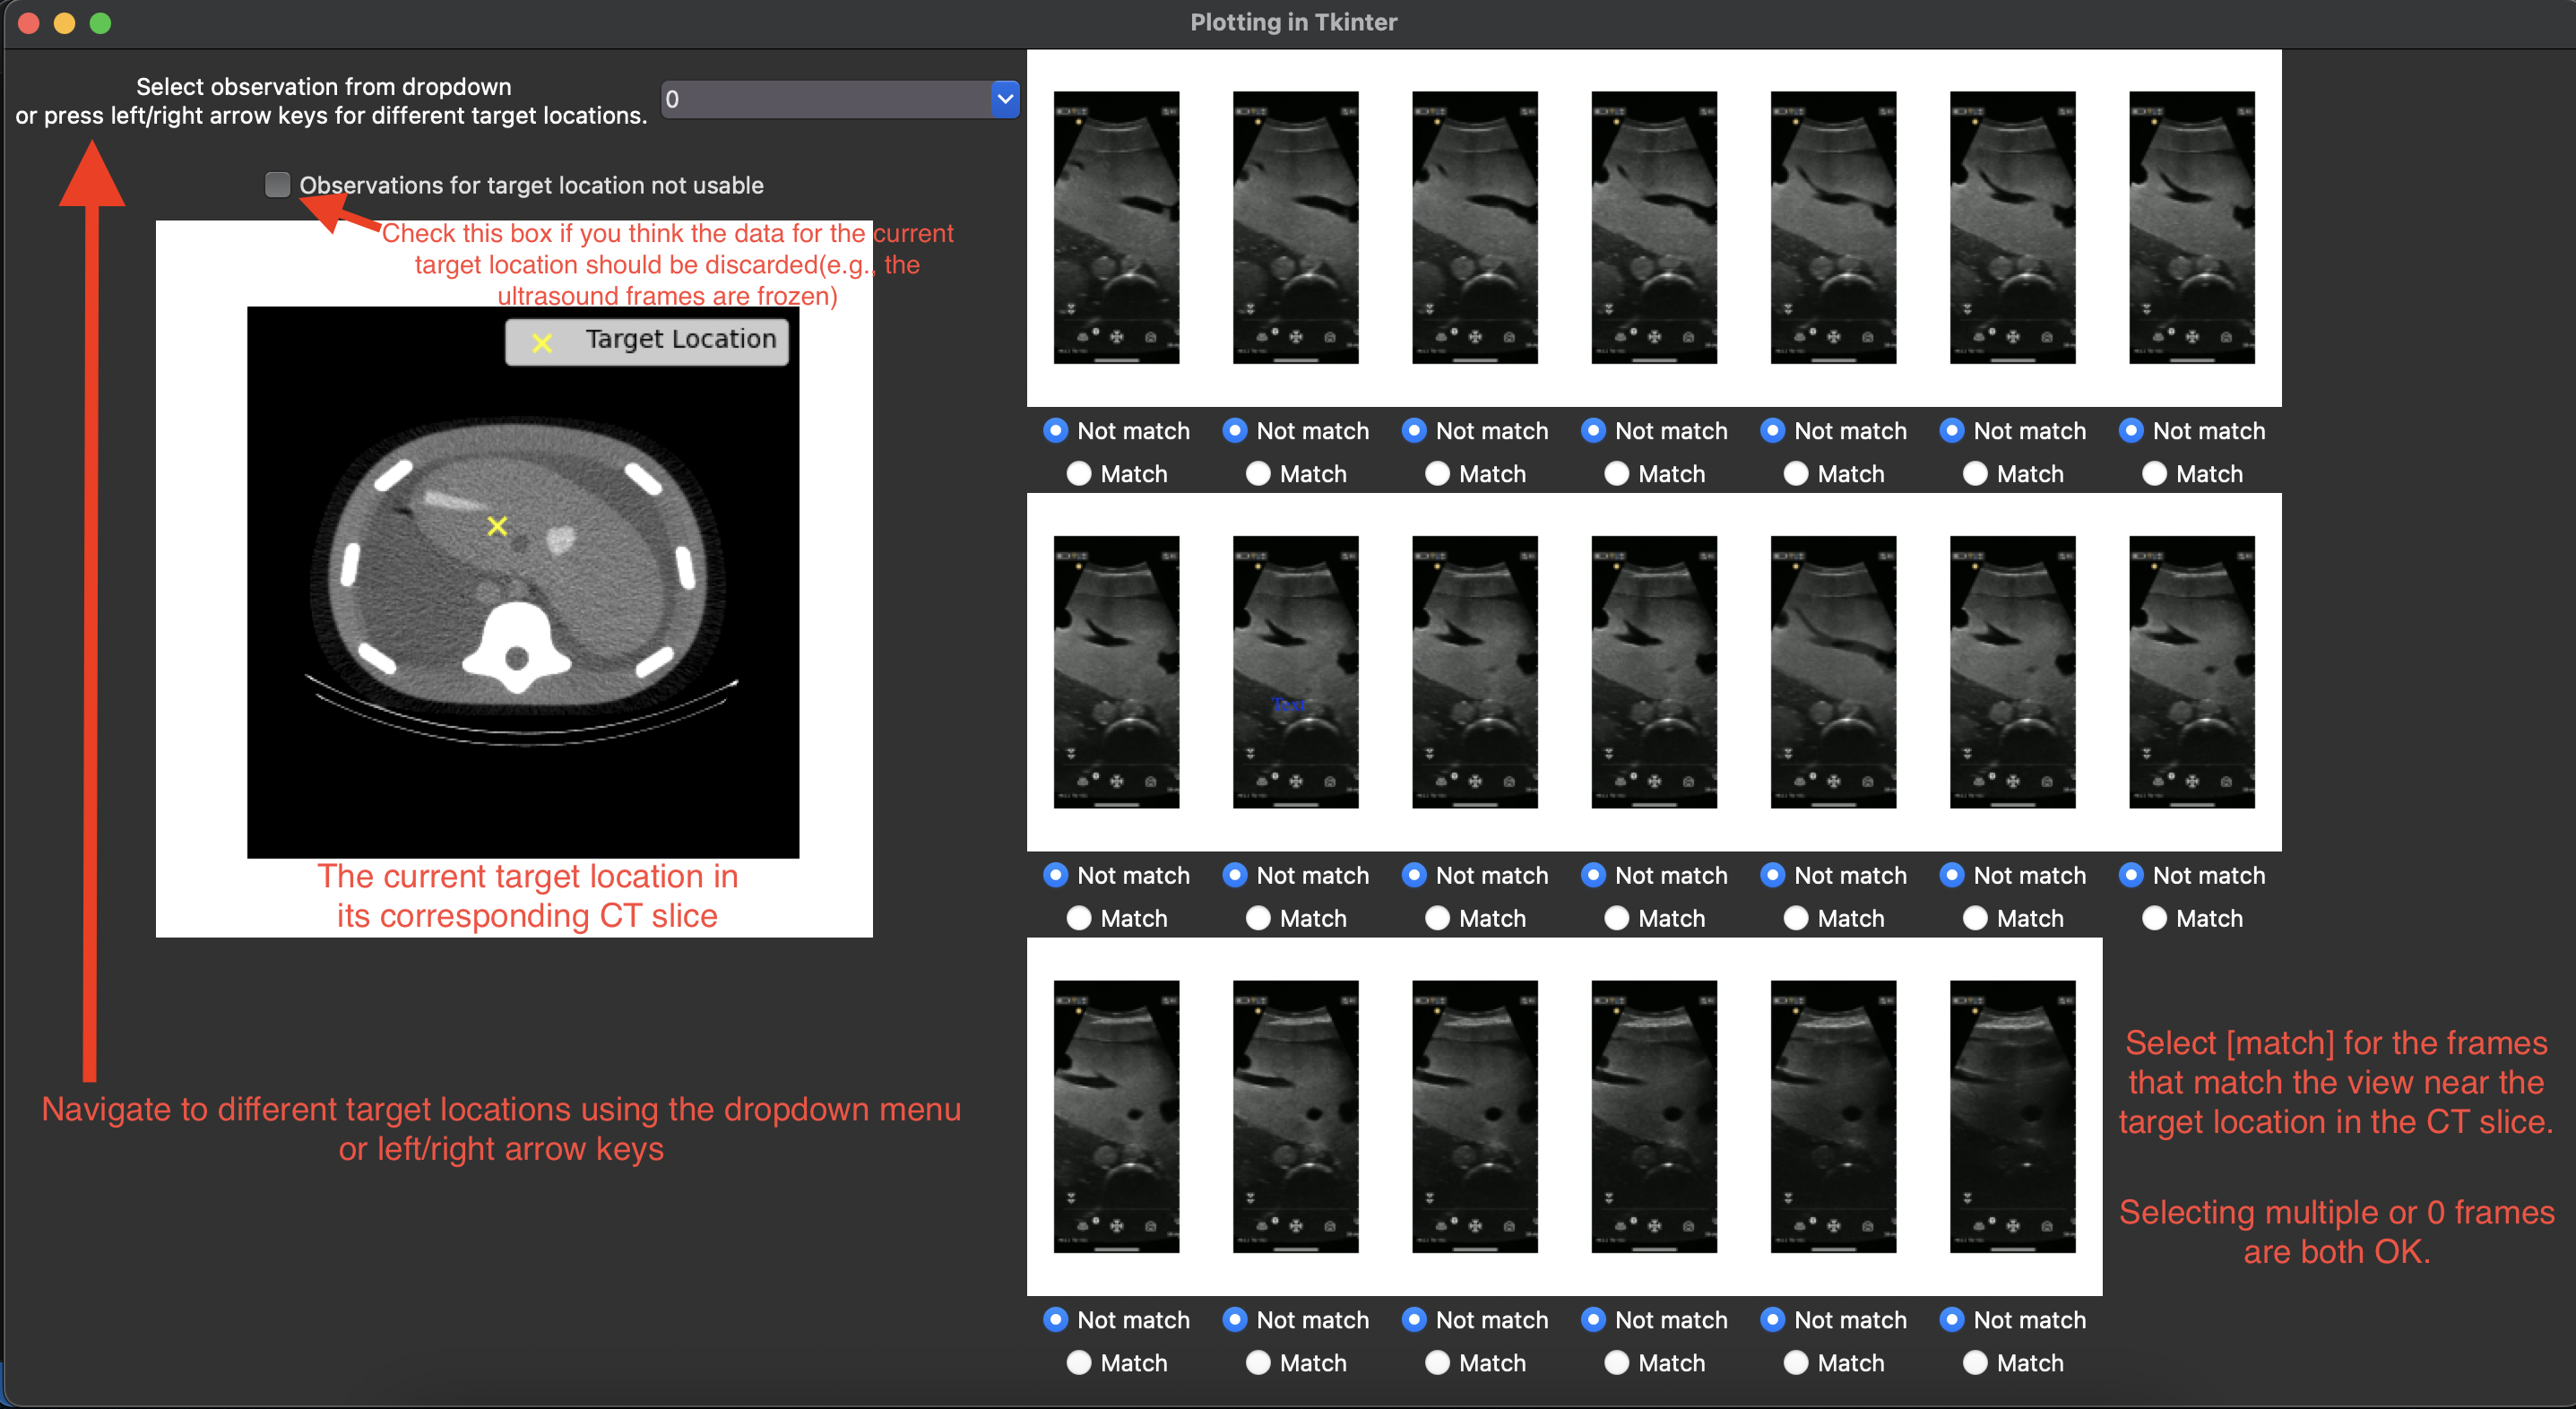 Plotting in Tkinter
Select observation from dropdown
or press left/right arrow keys for different target locations.
0
Observations for target location not usable
Check this box if you think the data for the current
target location should be discarded(e.g., the
ultrasound frames are frozen)
Target Location
The current target location in
its corresponding CT slice
Navigate to different target locations using the dropdown menu
or left/right arrow keys
Not match Not match Not match Not match Not match Not match Not match
Match Match Match Match Match Match Match
Text
Not match Not match Not match Not match Not match Not match Not match
Match Match Match Match Match Match Match
Select [match] for the frames
that match the view near the
target location in the CT slice.
Selecting multiple or 0 frames
are both OK.
Not match Not match Not match Not match Not match Not match
Match Match Match Match Match Match